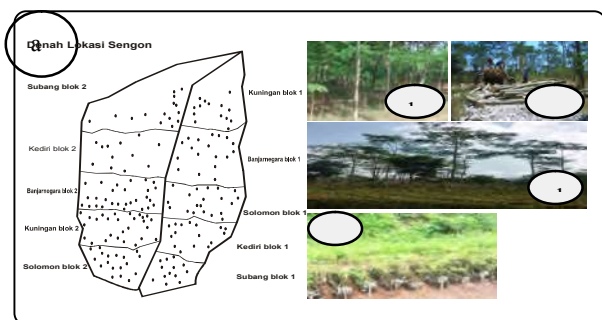 a
Denah Lokasi Sengon
Subang blok 2
Kuningan blok 1
Kediri blok 2
Banjarnegara blok 1
Banjarnegara blok 2
Solomon blok 1
Kuningan blok 2
Kediri blok 1
Solomon blok 2
Subang blok 1